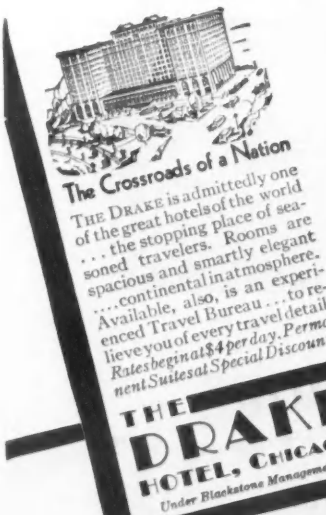 The Crossroads of a Nation
THE DRAKE is admittedly one
of the great hotels of the world
... the stopping place of sea-
soned travelers. Rooms are
spacious and smartly elegant
....continental in atmosphere.
Available, also, is an experi-
enced Travel Bureau...to re-
lieve you of every travel detail
Rates begin at $4 per day. Perma
nent Suites at Special Discoun
THE
DRAKE
HOTEL, CHICAG
Under Blackstone Manageme